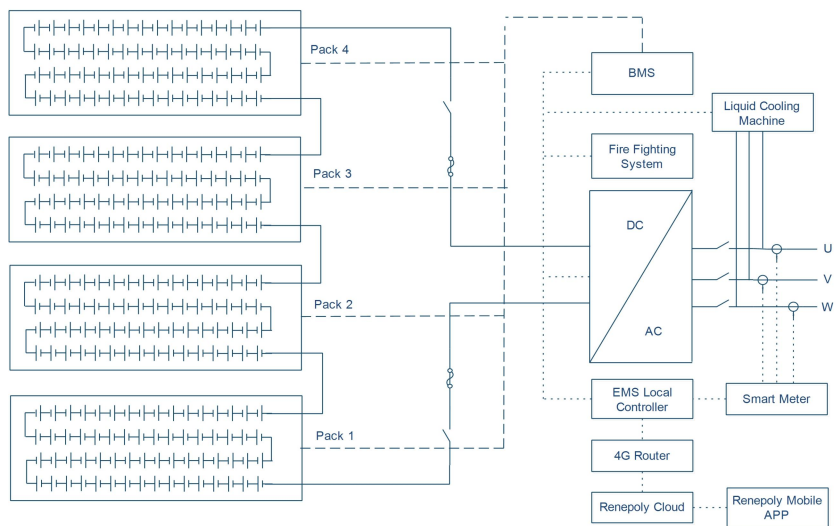 Pack 4
BMS
Liquid Cooling
Machine
Fire Fighting
System
Pack 3
DC
U
V
Pack 2
W
AC
EMS Local
Controller
Smart Meter
Pack 1
4G Router
Renepoly Cloud
Renepoly Mobile
APP